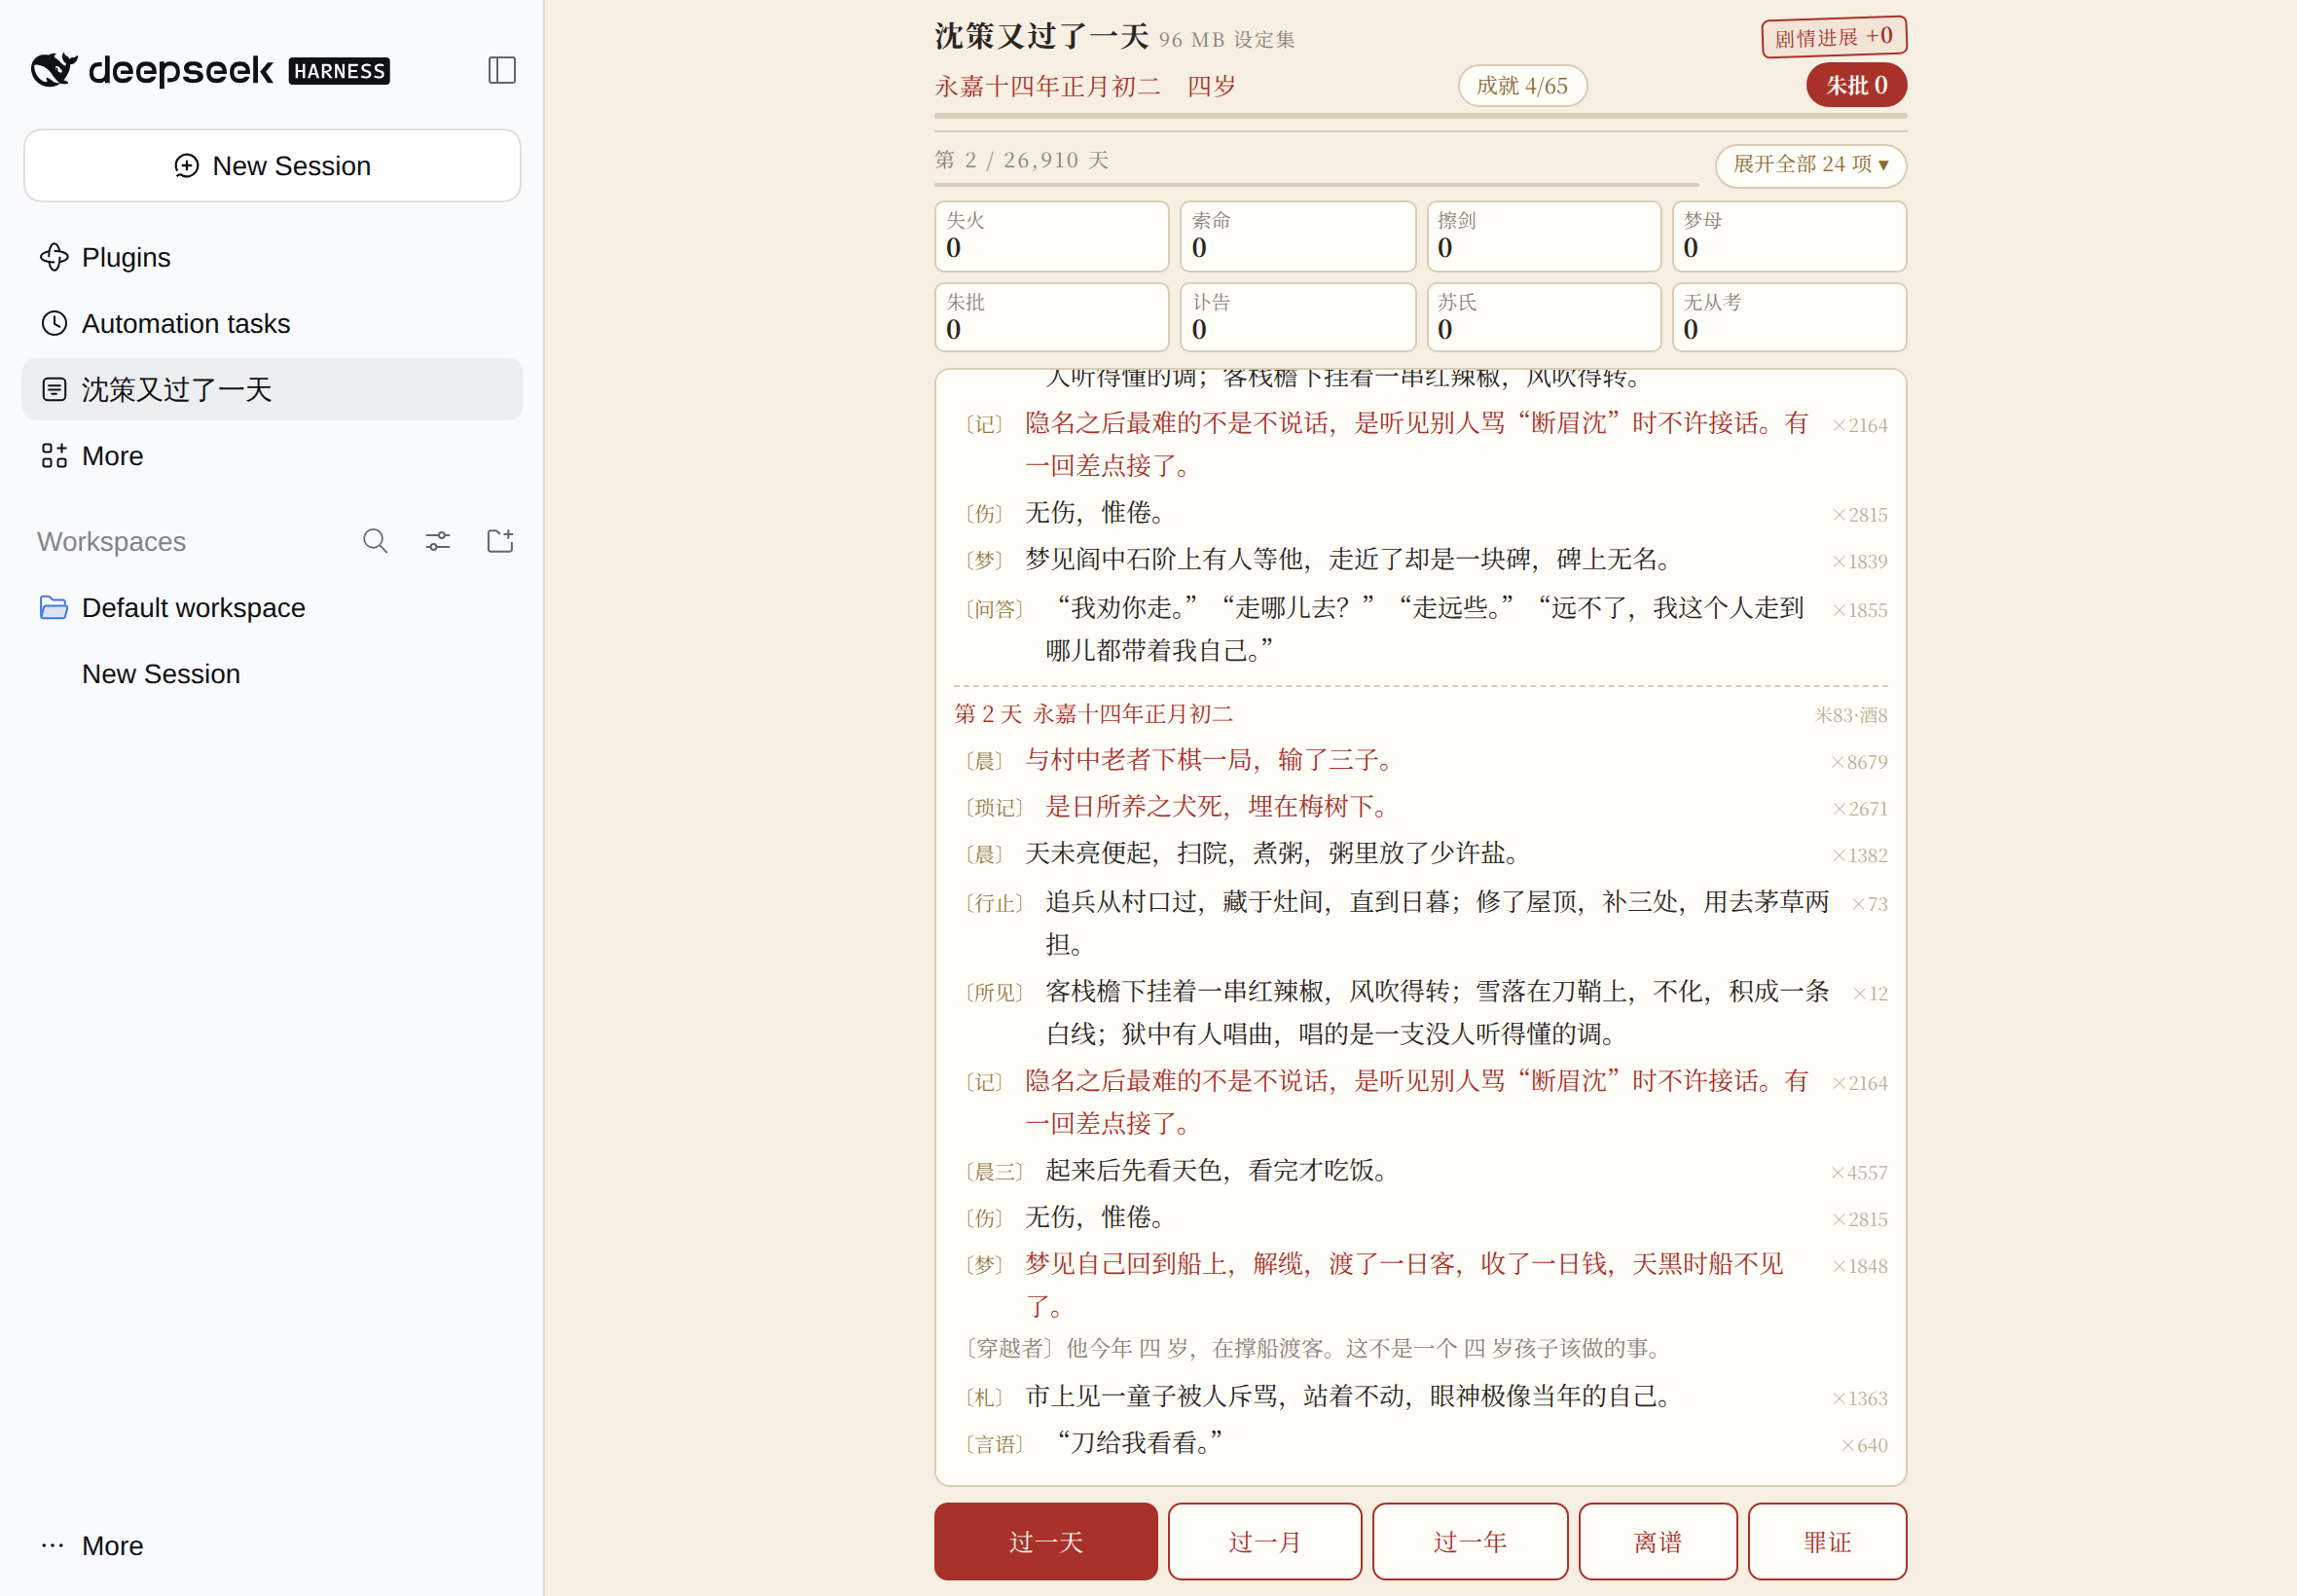 deepseek HARNESS
New Session
Plugins
Automation tasks
沈策又过了一天
More
Workspaces
Default workspace
New Session
More
沈策又过了一天 96 MB 设定集
剧情进展 +0
永嘉十四年正月初二 四岁
成就 4/65
朱批 0
第 2 / 26,910 天
展开全部 24 项 ▾
失火
0
索命
0
擦剑
0
梦母
0
朱批
0
讣告
0
苏氏
0
无从考
0
人听得懂的调；客栈檐下挂着一串红辣椒，风吹得转。
〔记〕 隐名之后最难的不是不说话，是听见别人骂“断眉沈”时不许接话。有 ×2164
一回差点接了。
〔伤〕 无伤，惟倦。 ×2815
〔梦〕 梦见阎中石阶上有人等他，走近了却是一块碑，碑上无名。 ×1839
〔问答〕 “我劝你走。”“走哪儿去？”“走远些。”“远不了，我这个人走到 ×1855
哪儿都带着我自己。”
第 2 天 永嘉十四年正月初二 米83·酒8
〔晨〕 与村中老者下棋一局，输了三子。 ×8679
〔琐记〕 是日所养之犬死，埋在梅树下。 ×2671
〔晨〕 天未亮便起，扫院，煮粥，粥里放了少许盐。 ×1382
〔行止〕 追兵从村口过，藏于灶间，直到日暮；修了屋顶，补三处，用去茅草两 ×73
担。
〔所见〕 客栈檐下挂着一串红辣椒，风吹得转；雪落在刀鞘上，不化，积成一条 ×12
白线；狱中有人唱曲，唱的是一支没人听得懂的调。
〔记〕 隐名之后最难的不是不说话，是听见别人骂“断眉沈”时不许接话。有 ×2164
一回差点接了。
〔晨三〕 起来后先看天色，看完才吃饭。 ×4557
〔伤〕 无伤，惟倦。 ×2815
〔梦〕 梦见自己回到船上，解缆，渡了一日客，收了一日钱，天黑时船不见 ×1848
了。
〔穿越者〕他今年 四 岁，在撑船渡客。这不是一个 四 岁孩子该做的事。
〔札〕 市上见一童子被人斥骂，站着不动，眼神极像当年的自己。 ×1363
〔言语〕 “刀给我看看。” ×640
过一天
过一月
过一年
离谱
罪证